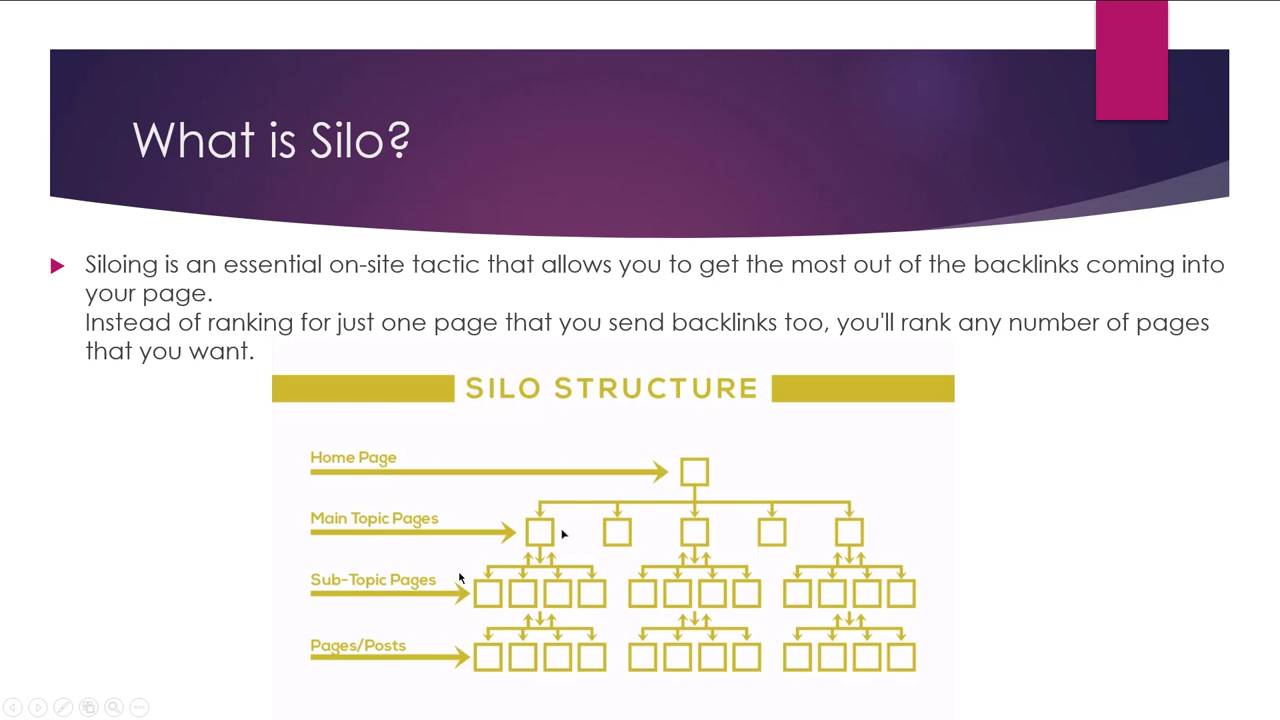 What is Silo?
Siloing is an essential on-site tactic that allows you to get the most out of the backlinks coming into
your page.
Instead of ranking for just one page that you send backlinks too, you'll rank any number of pages
that you want.
SILO STRUCTURE
Home Page
Main Topic Pages
Sub-Topic Pages
Pages/Posts